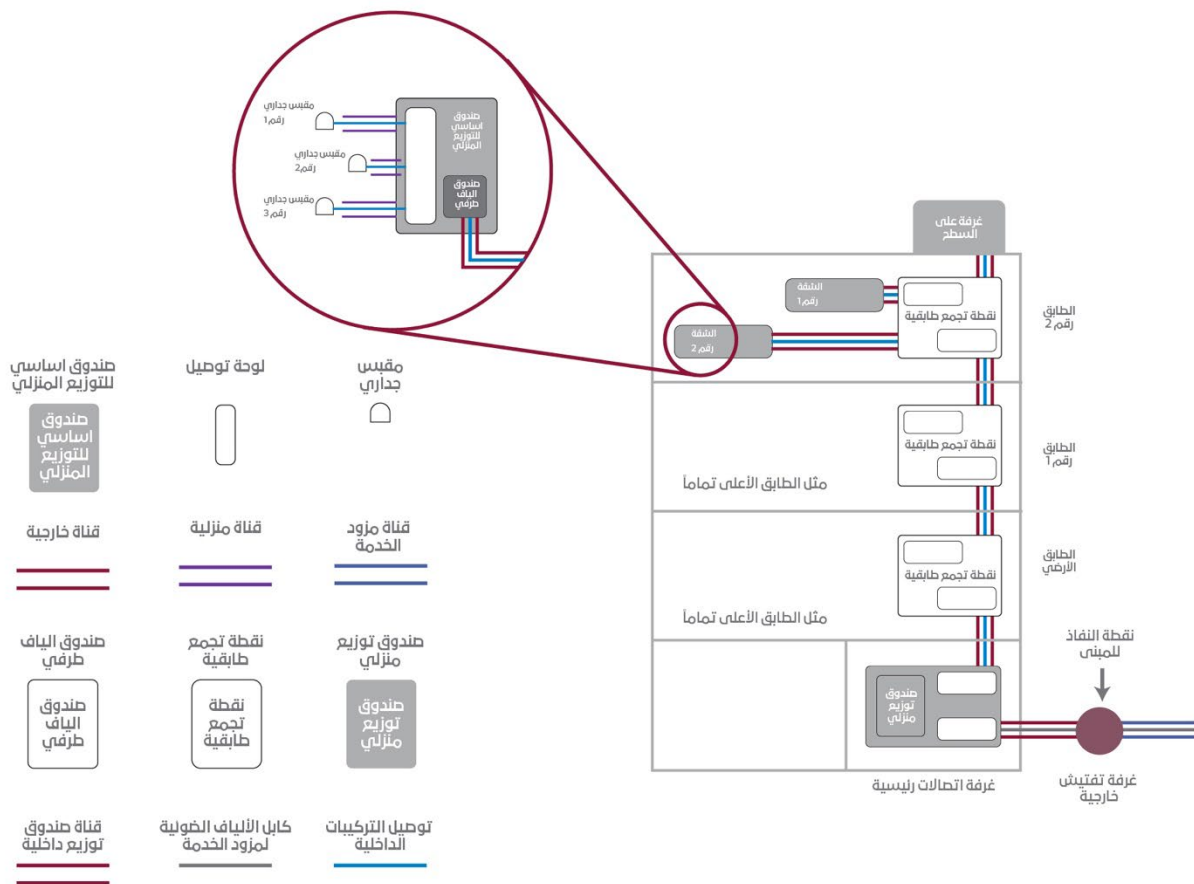 مقبس جداري
رقم 1
مقبس جداري
رقم 2
مقبس جداري
رقم 3
صندوق
اساسي
للتوزيع
المنزلي
صندوق
الياف
طرفي
غرفة على
السطح
الشقة
رقم 1
نقطة تجمع طابقية
الطابق
رقم 2
الشقة
رقم 2
نقطة تجمع طابقية
الطابق
رقم 1
مثل الطابق الأعلى تماماً
نقطة تجمع طابقية
الطابق
الأرضي
مثل الطابق الأعلى تماماً
صندوق
توزيع
منزلي
غرفة اتصالات رئيسية
نقطة النفاذ
للمبنى
غرفة تفتيش
خارجية
مقبس
جداري
لوحة توصيل
صندوق اساسي
للتوزيع المنزلي
صندوق
اساسي
للتوزيع
المنزلي
قناة مزود
الخدمة
قناة منزلية
قناة خارجية
صندوق توزيع
منزلي
صندوق
توزيع
منزلي
نقطة تجمع
طابقية
نقطة
تجمع
طابقية
صندوق الياف
طرفي
صندوق
الياف
طرفي
توصيل التركيبات
الداخلية
كابل الألياف الضوئية
لمزود الخدمة
قناة صندوق
توزيع داخلية